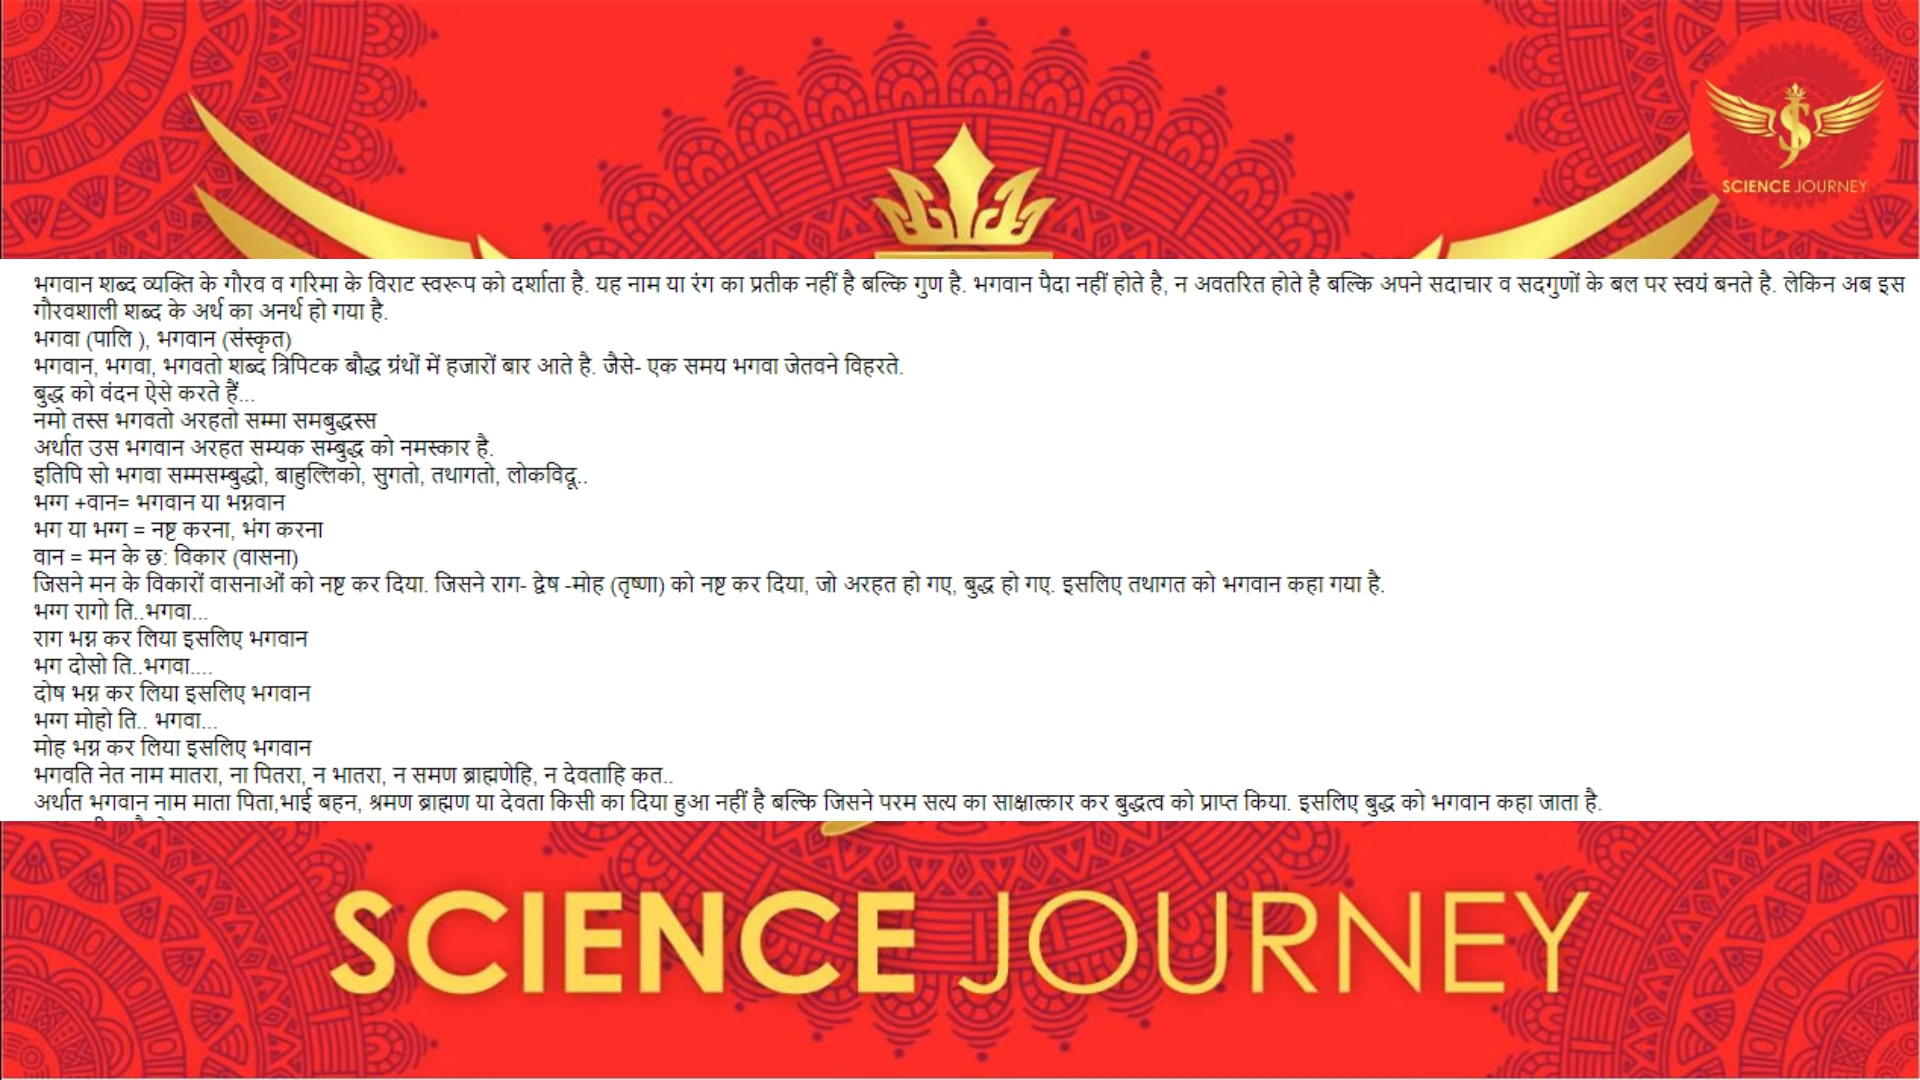 SCIENCE JOURNEY
भगवान शब्द व्यक्ति के गौरव व गरिमा के विराट स्वरूप को दर्शाता है. यह नाम या रंग का प्रतीक नहीं है बल्कि गुण है. भगवान पैदा नहीं होते है, न अवतरित होते है बल्कि अपने सदाचार व सदगुणों के बल पर स्वयं बनते है. लेकिन अब इस
गौरवशाली शब्द के अर्थ का अनर्थ हो गया है.
भगवा (पालि ), भगवान (संस्कृत)
भगवान, भगवा, भगवतो शब्द त्रिपिटक बौद्ध ग्रंथों में हजारों बार आते है. जैसे- एक समय भगवा जेतवने विहरते.
बुद्ध को वंदन ऐसे करते हैं...
नमो तस्स भगवतो अरहतो सम्मा समबुद्धस्स
अर्थात उस भगवान अरहत सम्यक सम्बुद्ध को नमस्कार है.
इतिपि सो भगवा सम्मसम्बुद्धो, बाहुल्लिको, सुगतो, तथागतो, लोकविदू..
भग्ग +वान= भगवान या भग्नवान
भग या भग्ग = नष्ट करना, भंग करना
वान = मन के छ: विकार (वासना)
जिसने मन के विकारों वासनाओं को नष्ट कर दिया. जिसने राग- द्वेष -मोह (तृष्णा) को नष्ट कर दिया, जो अरहत हो गए, बुद्ध हो गए. इसलिए तथागत को भगवान कहा गया है.
भग्ग रागो ति..भगवा...
राग भग्न कर लिया इसलिए भगवान
भग दोसो ति..भगवा....
दोष भग्न कर लिया इसलिए भगवान
भग्ग मोहो ति.. भगवा...
मोह भग्न कर लिया इसलिए भगवान
भगवति नेत नाम मातरा, ना पितरा, न भातरा, न समण ब्राह्मणेहि, न देवताहि कत..
अर्थात भगवान नाम माता पिता,भाई बहन, श्रमण ब्राह्मण या देवता किसी का दिया हुआ नहीं है बल्कि जिसने परम सत्य का साक्षात्कार कर बुद्धत्व को प्राप्त किया. इसलिए बुद्ध को भगवान कहा जाता है.
SCIENCE JOURNEY